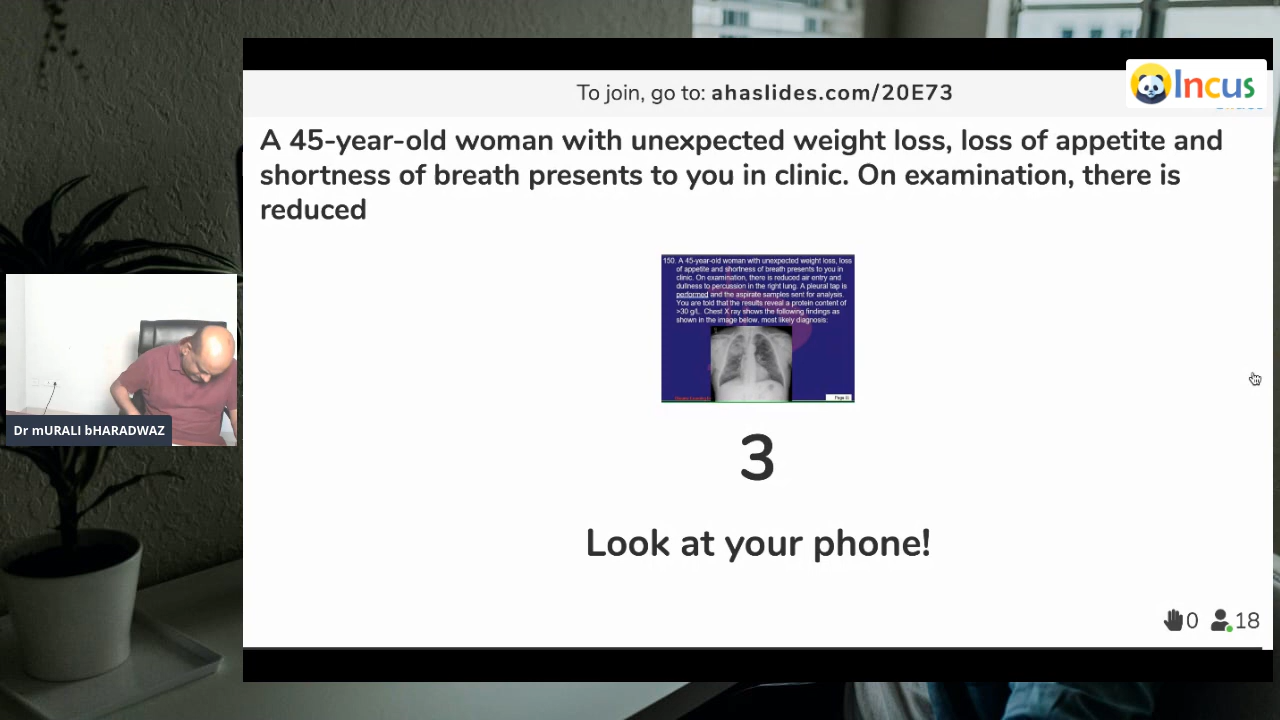 To join, go to: ahaslides.com/20E73
Incus
A 45-year-old woman with unexpected weight loss, loss of appetite and
shortness of breath presents to you in clinic. On examination, there is
reduced
150. A 45-year-old woman with unexpected weight loss, loss
of appetite and shortness of breath presents to you in
clinic. On examination, there is reduced air entry and
dullness to percussion in the right lung. A pleural tap is
performed and the aspirate samples sent for analysis.
You are told that the results reveal a protein content of
>30 g/L. Chest X ray shows the following findings as
shown in the image below, most likely diagnosis:
3
Look at your phone!
Dr mURALI bHARADWAZ
0 18